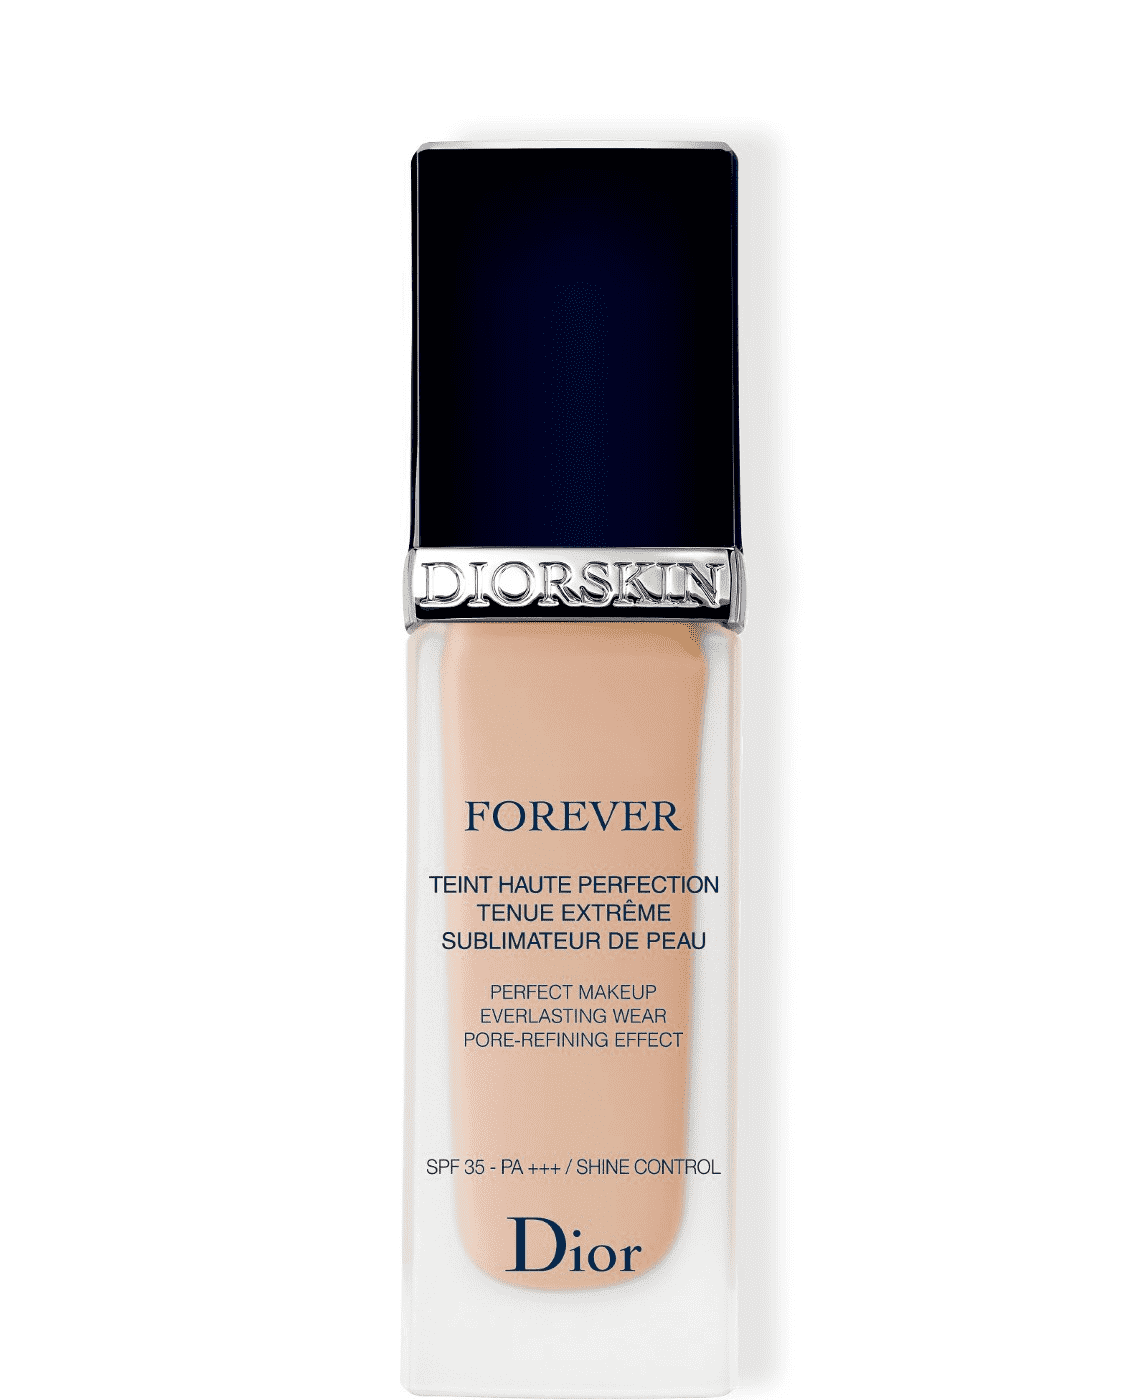 DIORSKIN
FOREVER
TEINT HAUTE PERFECTION
TENUE EXTRÊME
SUBLIMATEUR DE PEAU
PERFECT MAKEUP
EVERLASTING WEAR
PORE-REFINING EFFECT
SPF 35 - PA +++ / SHINE CONTROL
Dior